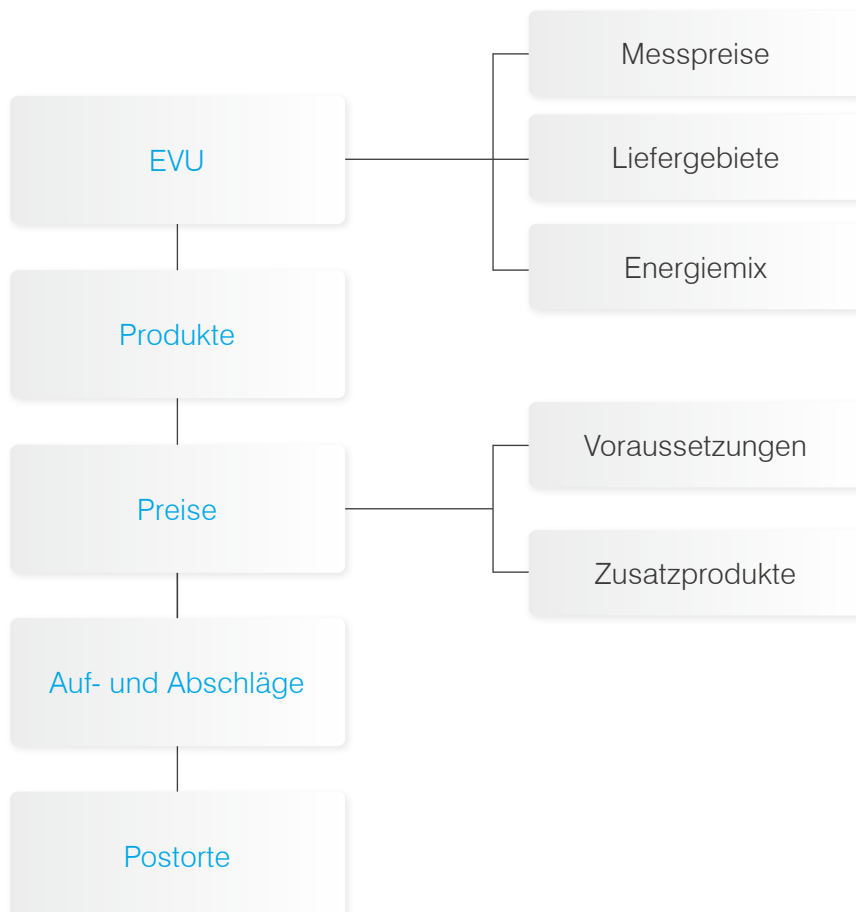 EVU
Messpreise
Liefergebiete
Energiemix
Produkte
Preise
Voraussetzungen
Zusatzprodukte
Auf- und Abschläge
Postorte